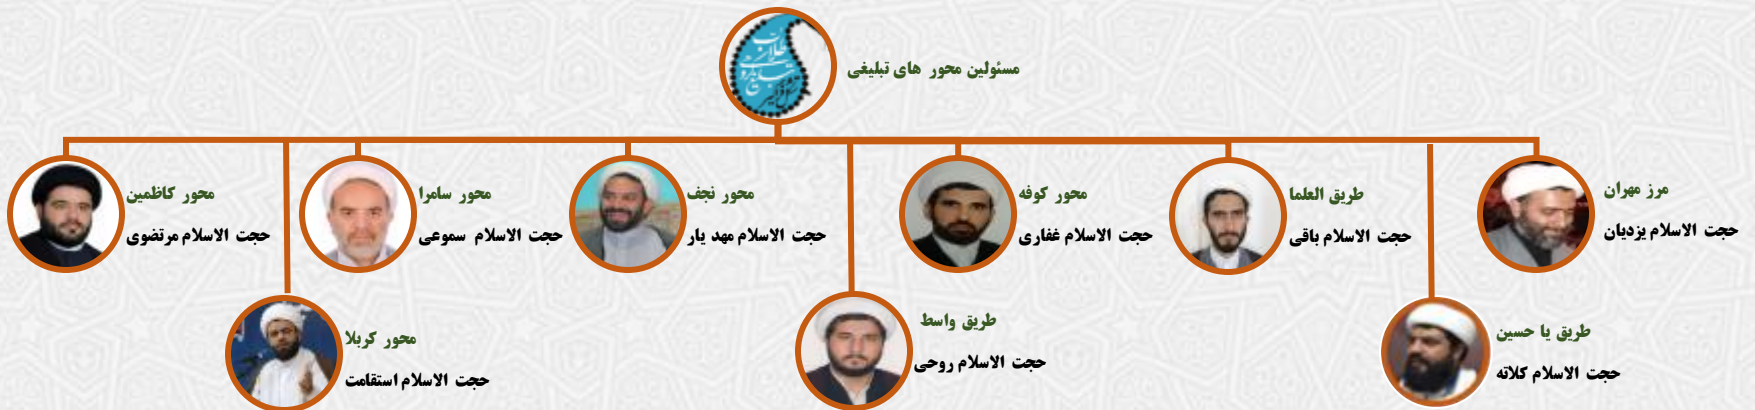 مسئولین محور های تبلیغی
مرز مهران
حجت الاسلام یزدیان
طریق العلما
حجت الاسلام باقی
محور کوفه
حجت الاسلام غفاری
محور نجف
حجت الاسلام مهد یار
محور سامرا
حجت الاسلام سموعی
محور کاظمین
حجت الاسلام مرتضوی
طریق یا حسین
حجت الاسلام کلاته
طریق واسط
حجت الاسلام روحی
محور کربلا
حجت الاسلام استقامت